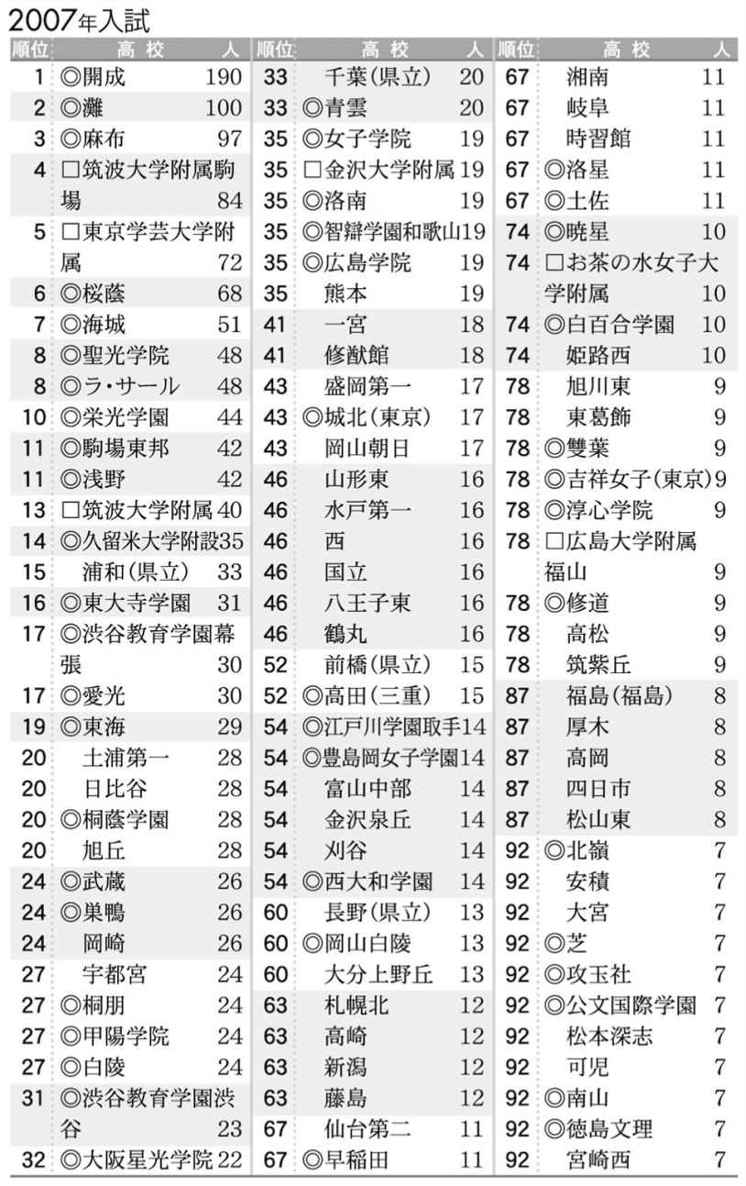 2007年入試
順位 高校 人
1 ◎開成 190
2 ◎灘 100
3 ◎麻布 97
4 □筑波大学附属駒
場 84
5 □東京学芸大学附
属 72
6 ◎桜蔭 68
7 ◎海城 51
8 ◎聖光学院 48
8 ◎ラ・サール 48
10 ◎栄光学園 44
11 ◎駒場東邦 42
11 ◎浅野 42
13 □筑波大学附属 40
14 ◎久留米大学附設 35
15 浦和(県立) 33
16 ◎東大寺学園 31
17 ◎渋谷教育学園幕
張 30
17 ◎愛光 30
19 ◎東海 29
20 土浦第一 28
20 日比谷 28
20 ◎桐蔭学園 28
20 旭丘 28
24 ◎武蔵 26
24 ◎巣鴨 26
24 岡崎 26
27 宇都宮 24
27 ◎桐朋 24
27 ◎甲陽学院 24
27 ◎白陵 24
31 ◎渋谷教育学園渋
谷 23
32 ◎大阪星光学院 22
順位 高校 人
33 千葉(県立) 20
33 ◎青雲 20
35 ◎女子学院 19
35 □金沢大学附属 19
35 ◎洛南 19
35 ◎智辯学園和歌山 19
35 ◎広島学院 19
35 熊本 19
41 一宮 18
41 修猷館 18
43 盛岡第一 17
43 ◎城北(東京) 17
43 岡山朝日 17
46 山形東 16
46 水戸第一 16
46 西 16
46 国立 16
46 八王子東 16
46 鶴丸 16
52 前橋(県立) 15
52 ◎高田(三重) 15
54 ◎江戸川学園取手 14
54 ◎豊島岡女子学園 14
54 富山中部 14
54 金沢泉丘 14
54 刈谷 14
54 ◎西大和学園 14
60 長野(県立) 13
60 ◎岡山白陵 13
60 大分上野丘 13
63 札幌北 12
63 高崎 12
63 新潟 12
63 藤島 12
67 仙台第二 11
67 ◎早稲田 11
順位 高校 人
67 湘南 11
67 岐阜 11
67 時習館 11
67 ◎洛星 11
67 ◎土佐 11
74 ◎暁星 10
74 □お茶の水女子大
学附属 10
74 ◎白百合学園 10
74 姫路西 10
78 旭川東 9
78 東葛飾 9
78 ◎雙葉 9
78 ◎吉祥女子(東京) 9
78 ◎淳心学院 9
78 □広島大学附属
福山 9
78 ◎修道 9
78 高松 9
78 筑紫丘 9
87 福島(福島) 8
87 厚木 8
87 高岡 8
87 四日市 8
87 松山東 8
92 ◎北嶺 7
92 安積 7
92 大宮 7
92 ◎芝 7
92 ◎攻玉社 7
92 ◎公文国際学園 7
92 松本深志 7
92 可児 7
92 ◎南山 7
92 ◎徳島文理 7
92 宮崎西 7